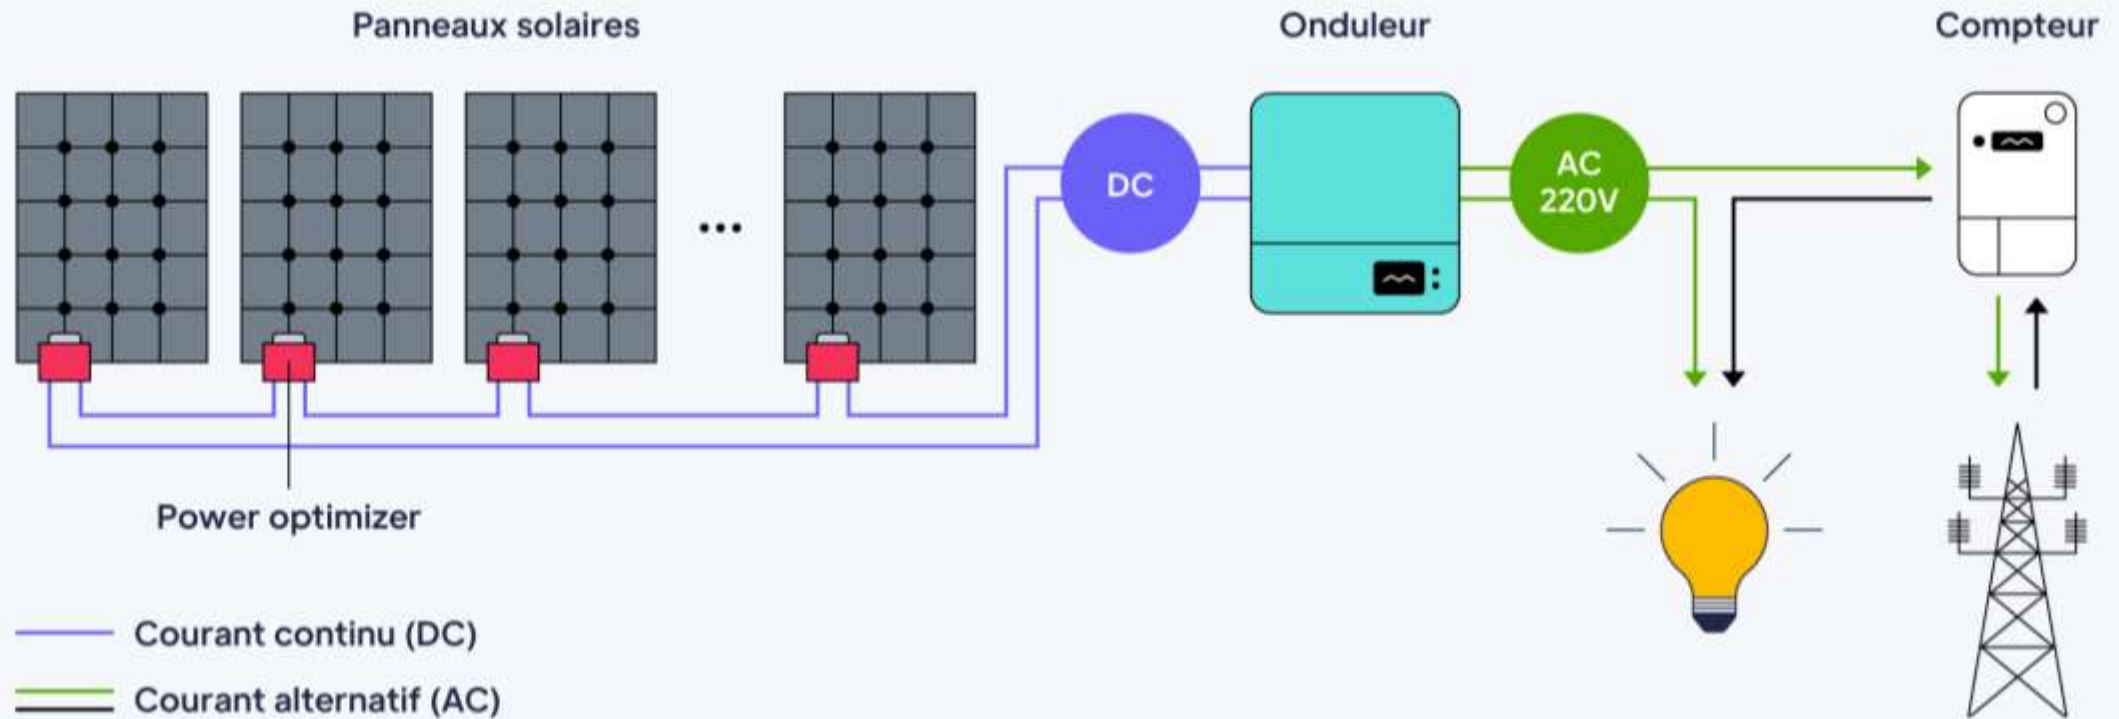 Panneaux solaires
Onduleur
Compteur
DC
AC
220V
Power optimizer
Courant continu (DC)
Courant alternatif (AC)